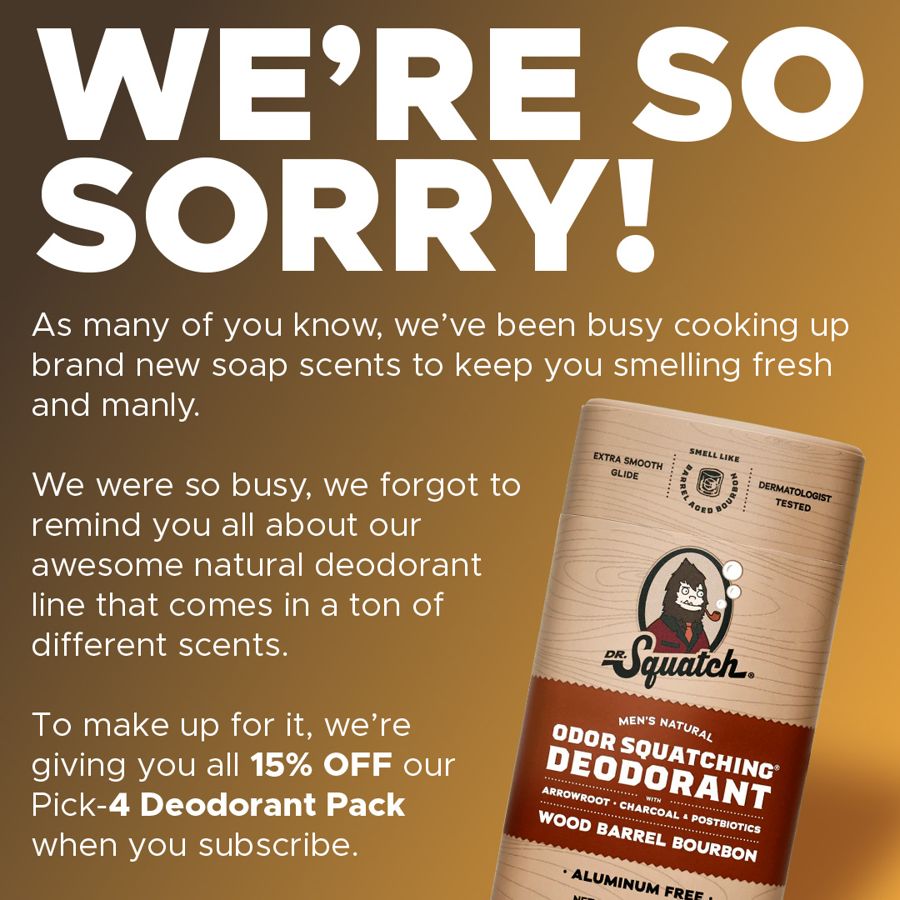 WE'RE SO
SORRY!
As many of you know, we've been busy cooking up
brand new soap scents to keep you smelling fresh
and manly.
We were so busy, we forgot to
remind you all about our
awesome natural deodorant
line that comes in a ton of
different scents.
To make up for it, we're
giving you all 15% OFF our
Pick-4 Deodorant Pack
when you subscribe.
EXTRA SMOOTH
GLIDE
SMELL LIKE
BARREL AGED BOURBON
DERMATOLOGIST
TESTED
DR. Squatch®
MEN'S NATURAL
ODOR SQUATCHING®
DEODORANT
WITH
ARROWROOT • CHARCOAL & POSTBIOTICS
WOOD BARREL BOURBON
• ALUMINUM FREE •